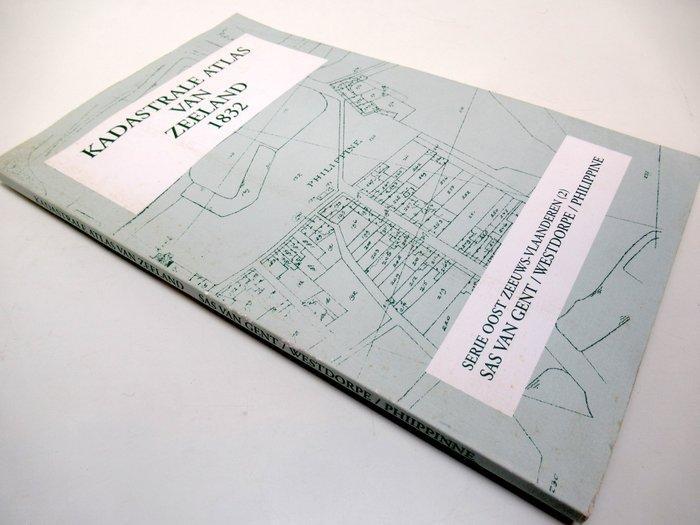 KADASTRALE ATLAS
VAN
ZEELAND
1832
PHILIPPINE
SERIE OOST ZEEUWS-VLAANDEREN (2)
SAS VAN GENT / WESTDORPE / PHILIPPINE
KADASTRALE ATLAS VAN ZEELAND SAS VAN GENT / WESTDORPE / PHIIPPINNE